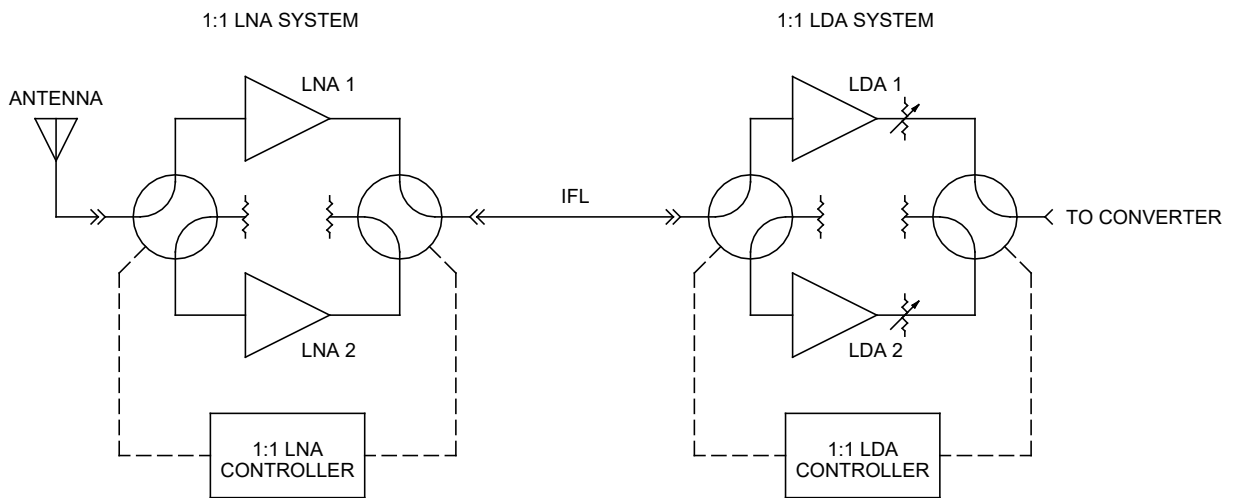 1:1 LNA SYSTEM
1:1 LDA SYSTEM
ANTENNA
LNA 1
LDA 1
IFL
TO CONVERTER
LNA 2
LDA 2
1:1 LNA
CONTROLLER
1:1 LDA
CONTROLLER